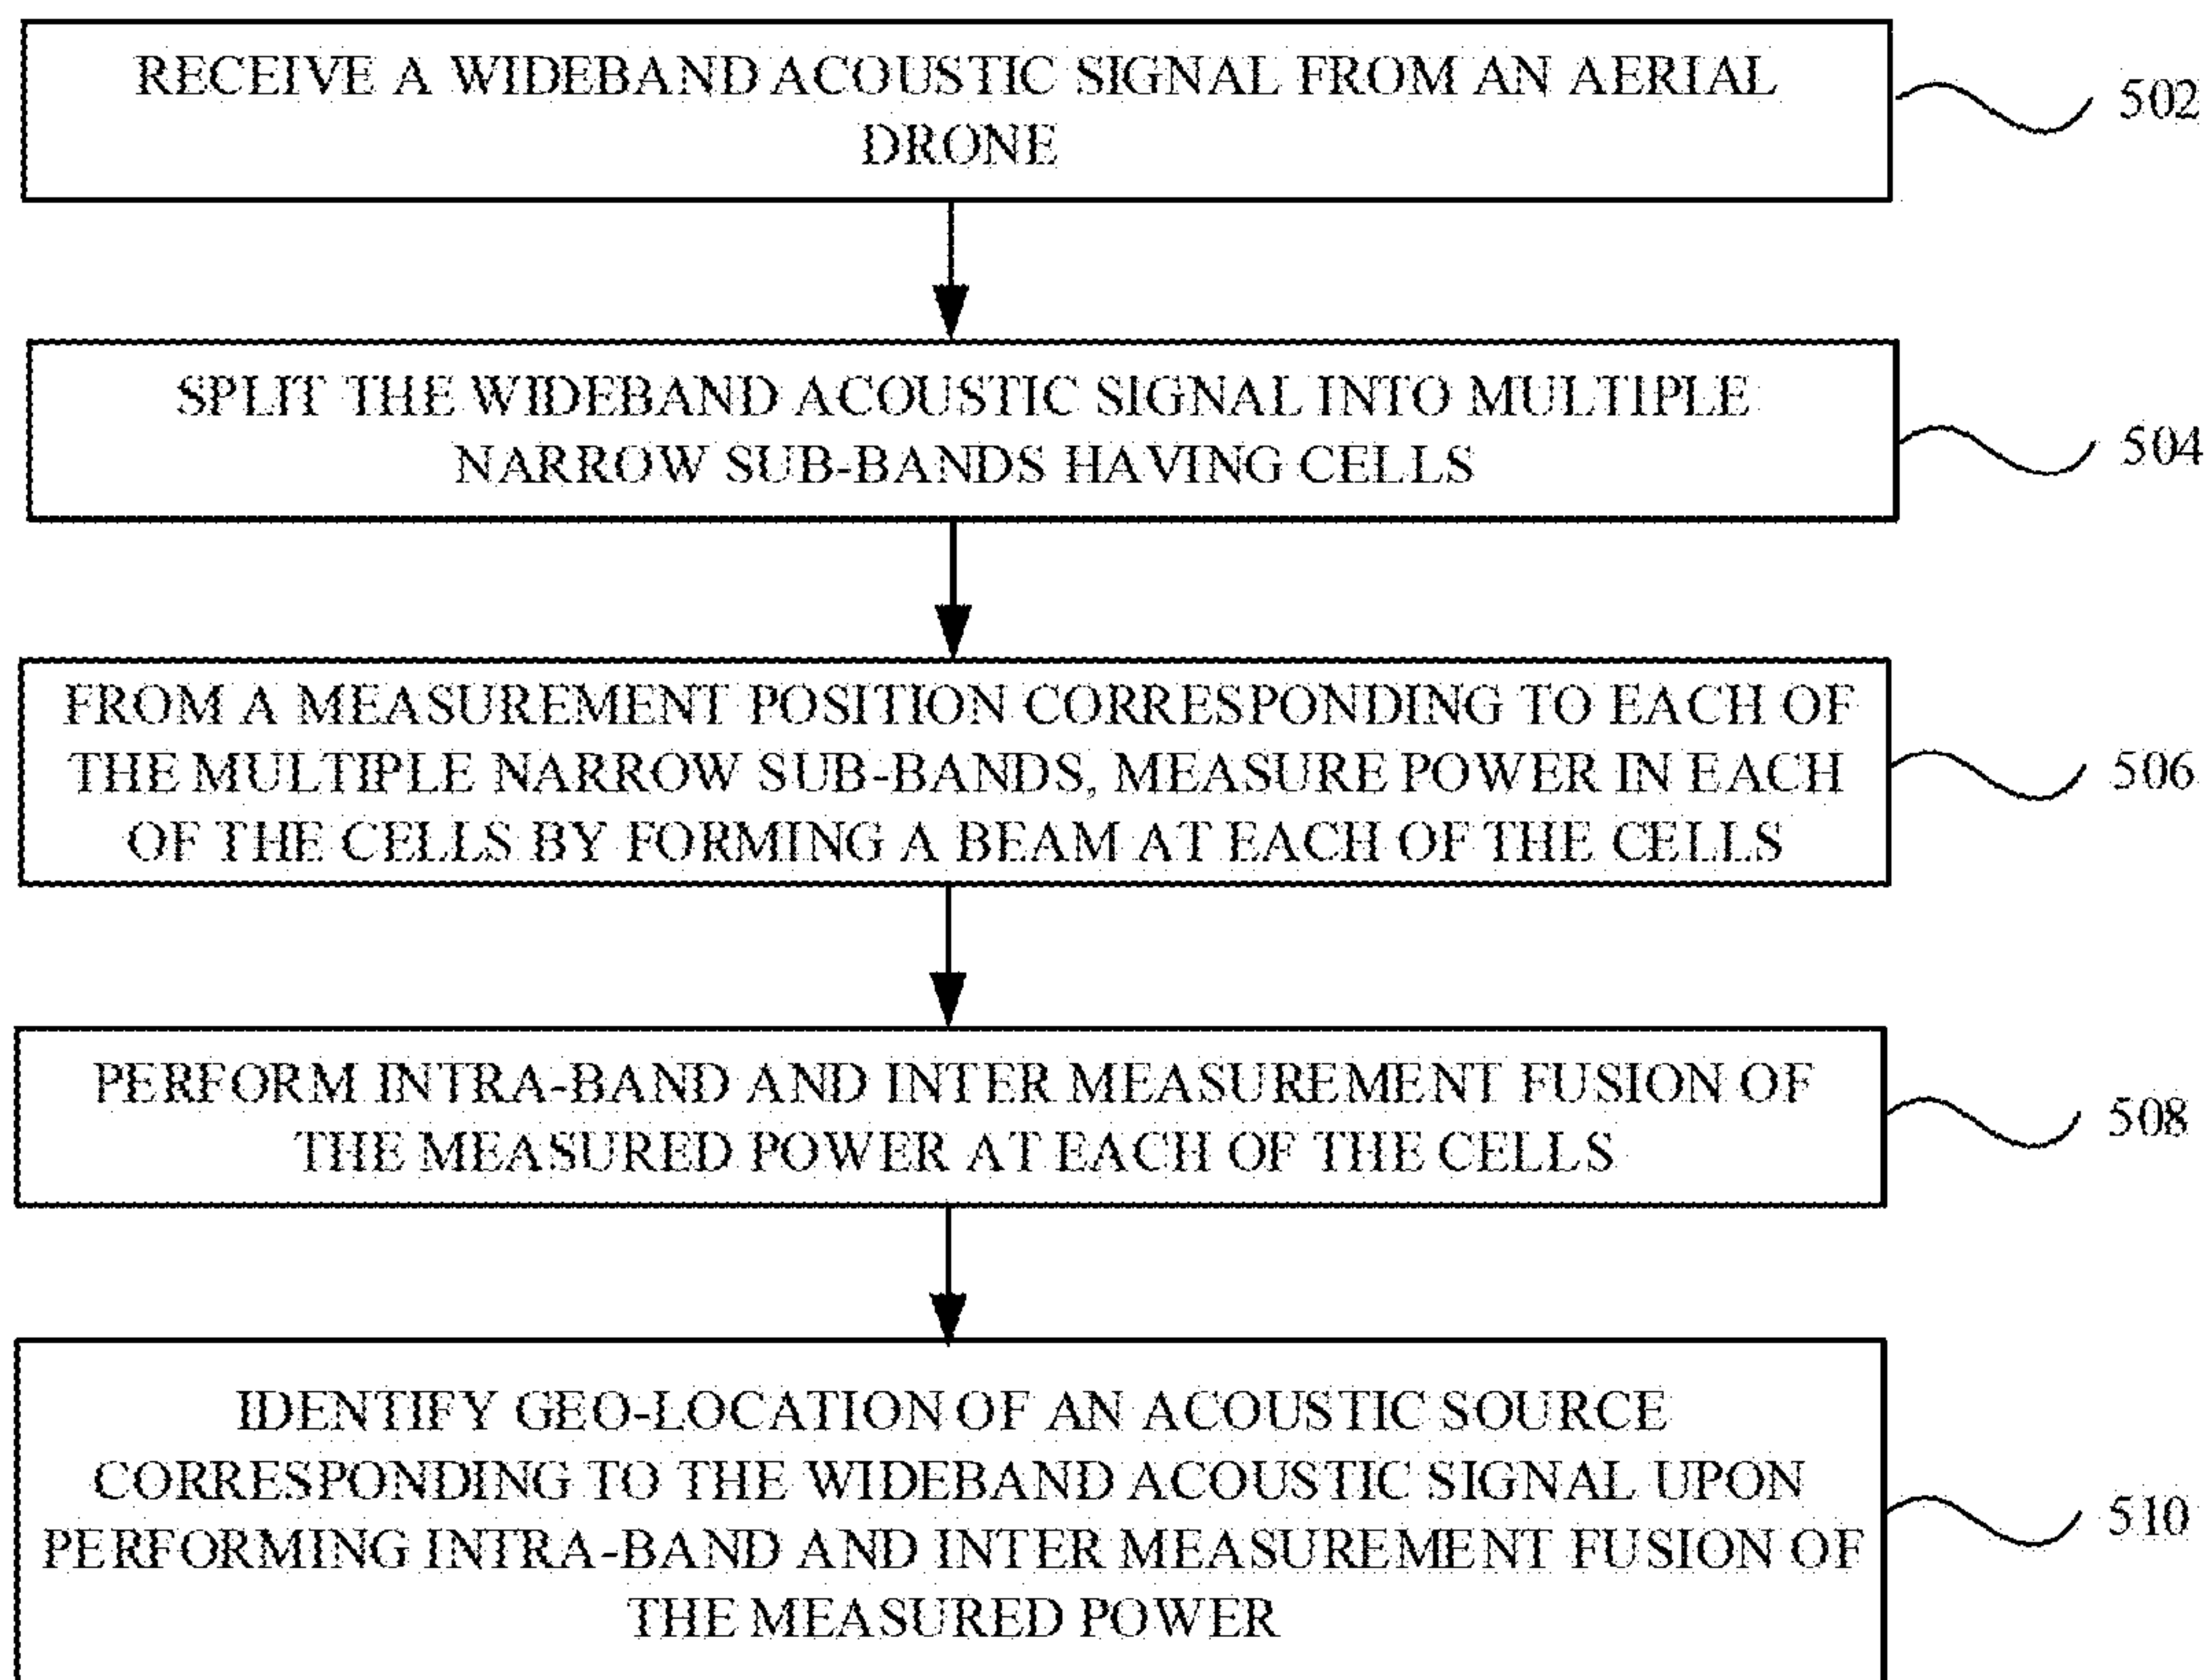 RECEIVE A WIDEBAND ACOUSTIC SIGNAL FROM AN AERIAL
DRONE
502
SPLIT THE WIDEBAND ACOUSTIC SIGNAL INTO MULTIPLE
NARROW SUB-BANDS HAVING CELLS
504
FROM A MEASUREMENT POSITION CORRESPONDING TO EACH OF
THE MULTIPLE NARROW SUB-BANDS, MEASURE POWER IN EACH
OF THE CELLS BY FORMING A BEAM AT EACH OF THE CELLS
506
PERFORM INTRA-BAND AND INTER MEASUREMENT FUSION OF
THE MEASURED POWER AT EACH OF THE CELLS
508
IDENTIFY GEO-LOCATION OF AN ACOUSTIC SOURCE
CORRESPONDING TO THE WIDEBAND ACOUSTIC SIGNAL UPON
PERFORMING INTRA-BAND AND INTER MEASUREMENT FUSION OF
THE MEASURED POWER
510